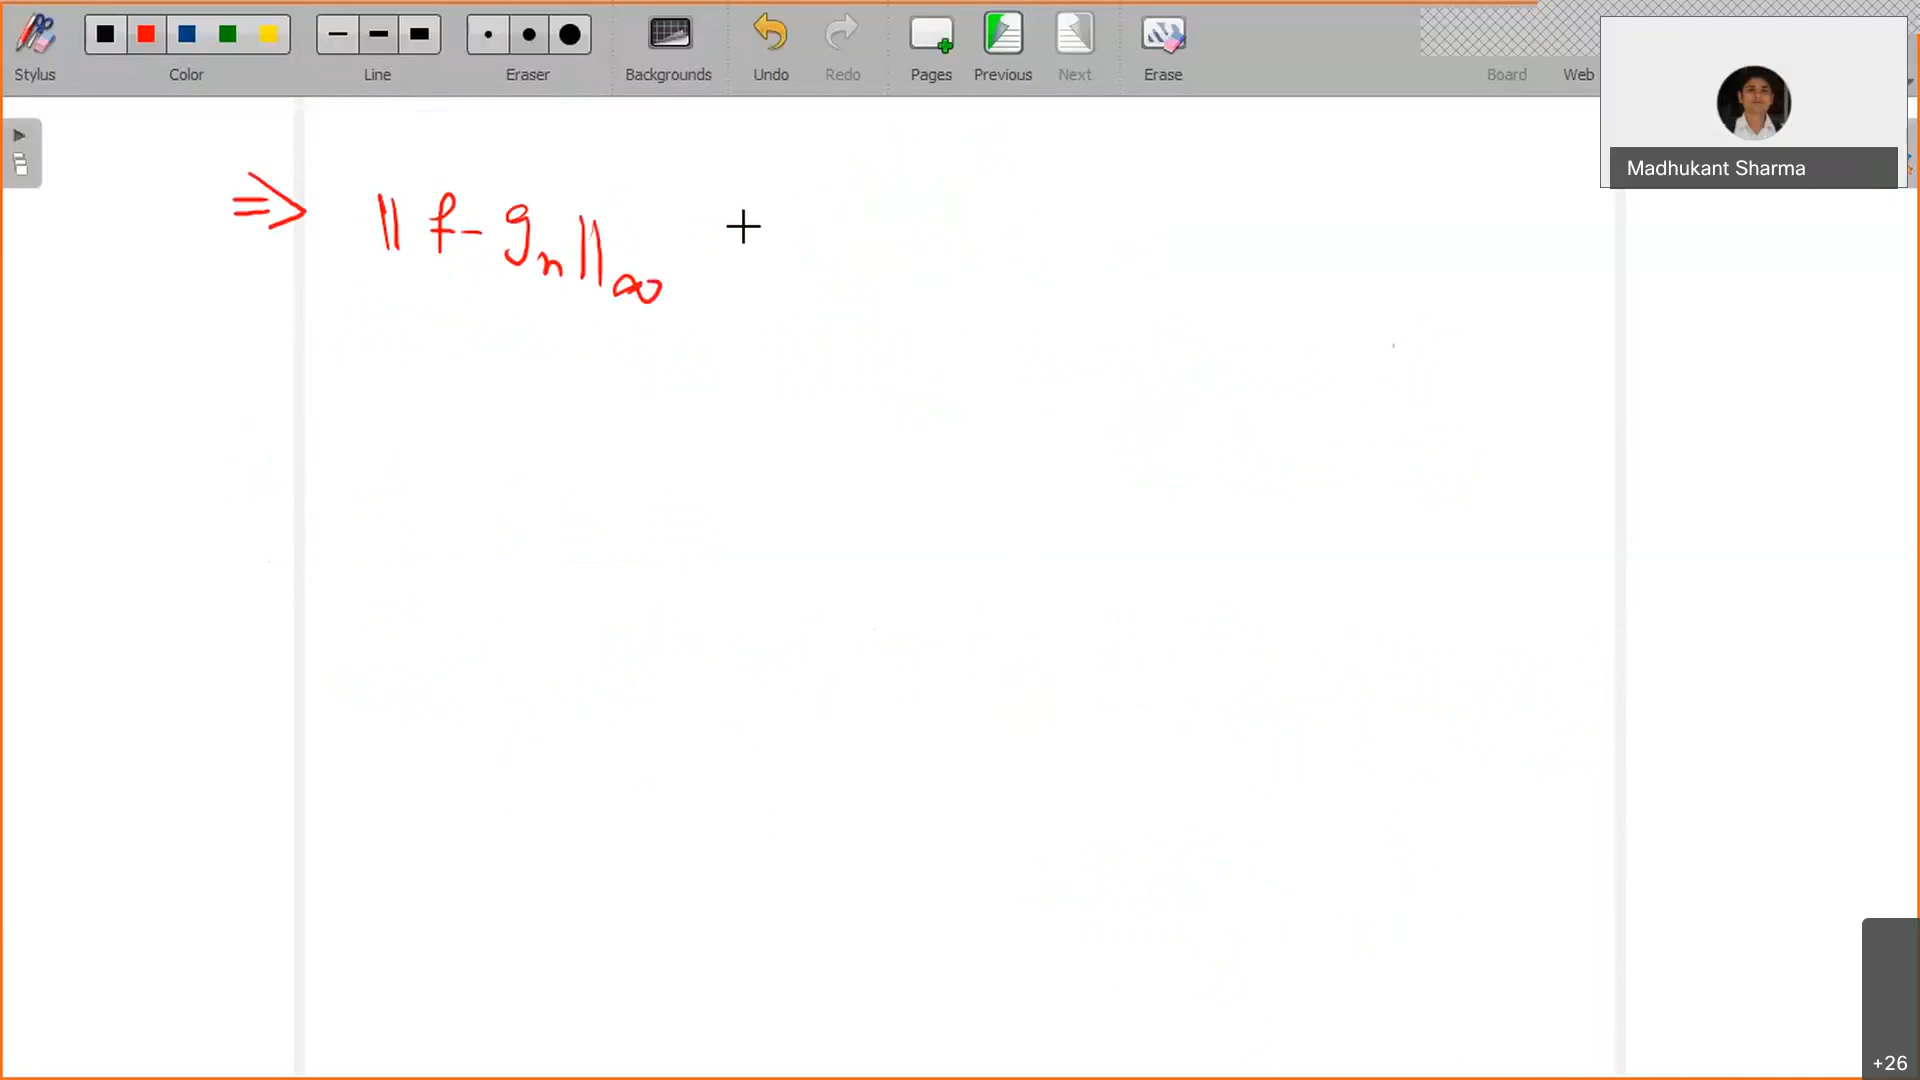 Stylus
Color
Line
Eraser
Backgrounds
Undo
Redo
Pages
Previous
Next
Erase
Board
Web
Madhukant Sharma
⇒ ‖ f - gₙ ‖∞
+26